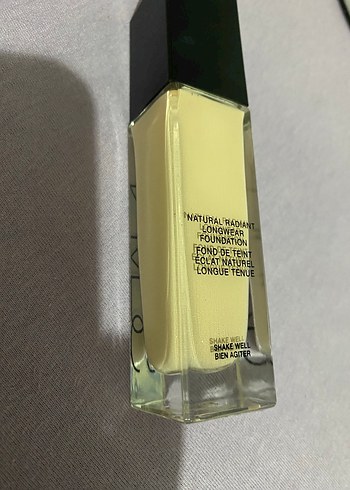 NATURAL RADIANT
LONGWEAR
FOUNDATION
FOND DE TEINT
ÉCLAT NATUREL
LONGUE TENUE
SHAKE WELL
BIEN AGITER